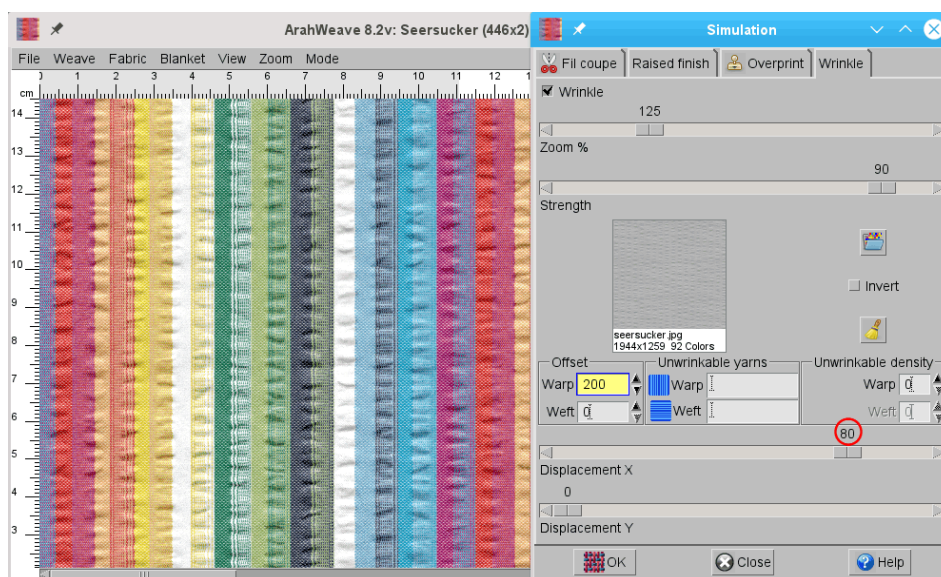 ArahWeave 8.2v: Seersucker (446x2)
File Weave Fabric Blanket View Zoom Mode
1 2 3 4 5 6 7 8 9 10 11 12
cm
14
13
12
11
10
9
8
7
6
5
4
3
Simulation
Fil coupe Raised finish Overprint Wrinkle
Wrinkle
125
Zoom %
90
Strength
seersucker.jpg
1944x1259 92 Colors
Invert
Offset Unwrinkable yarns Unwrinkable density
Warp 200 Warp Warp 0
Weft 0 Weft Weft 0
80
Displacement X
0
Displacement Y
OK Close Help